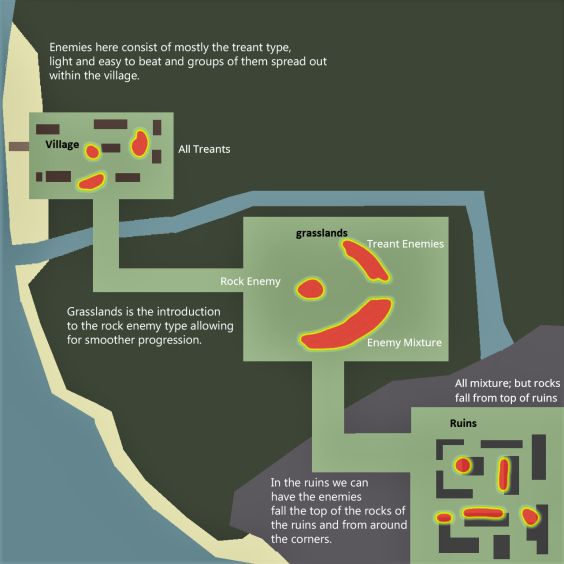 Enemies here consist of mostly the treant type,
light and easy to beat and groups of them spread out
within the village.
Village
All Treants
grasslands
Treant Enemies
Rock Enemy
Grasslands is the introduction
to the rock enemy type allowing
for smoother progression.
Enemy Mixture
All mixture; but rocks
fall from top of ruins
Ruins
In the ruins we can
have the enemies
fall the top of the rocks of
the ruins and from around
the corners.